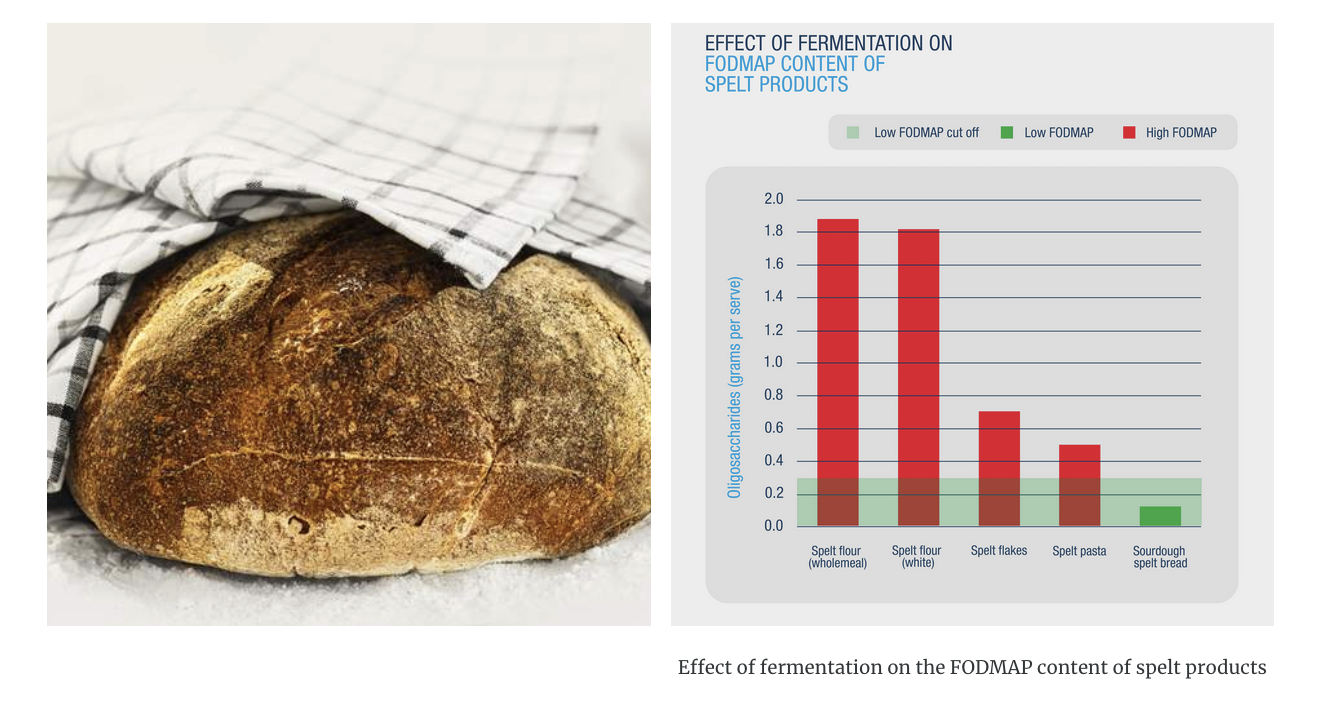 EFFECT OF FERMENTATION ON
FODMAP CONTENT OF
SPELT PRODUCTS
Low FODMAP cut off
Low FODMAP
High FODMAP
Oligosaccharides (grams per serve)
2.0
1.8
1.6
1.4
1.2
1.0
0.8
0.6
0.4
0.2
0.0
Spelt flour
(wholemeal)
Spelt flour
(white)
Spelt flakes
Spelt pasta
Sourdough
spelt bread
Effect of fermentation on the FODMAP content of spelt products